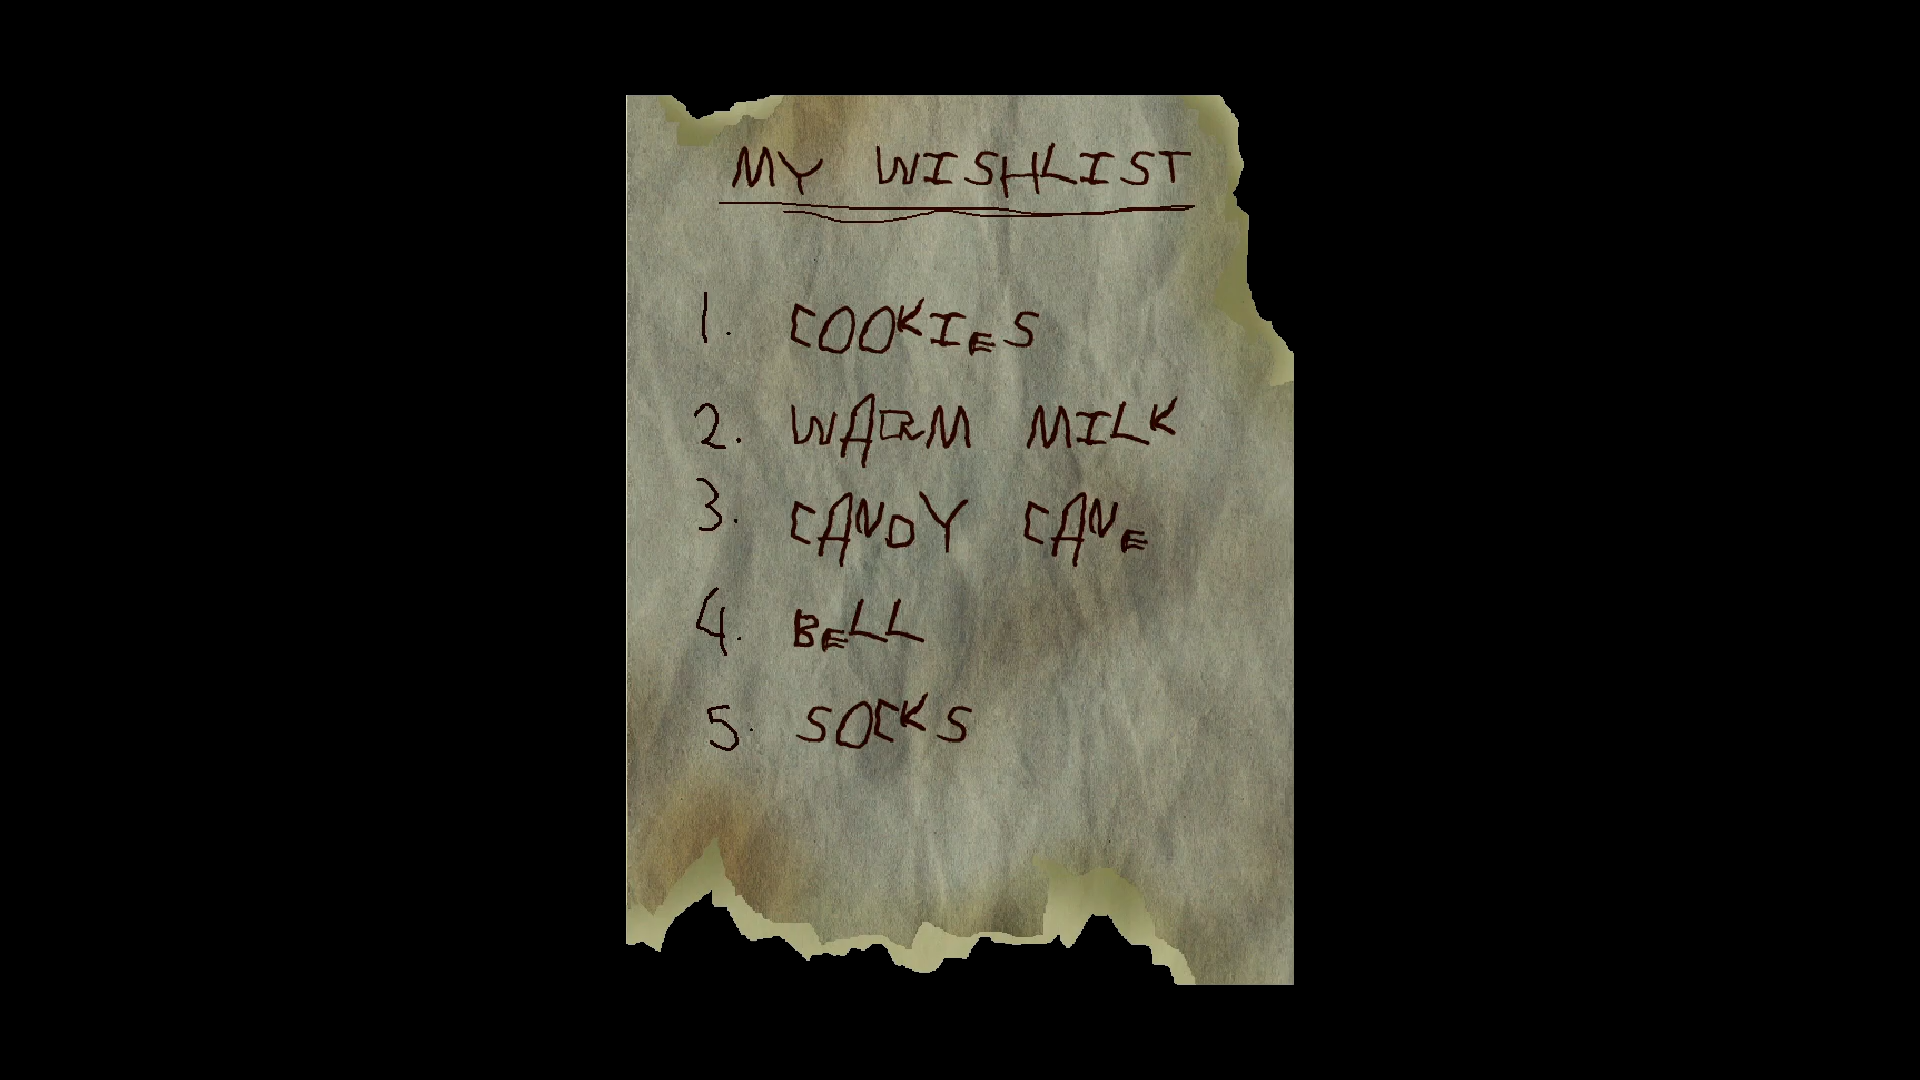 MY WISHLIST
1. COOKIES
2. WARM MILK
3. CANDY CANE
4. BELL
5. SOCKS